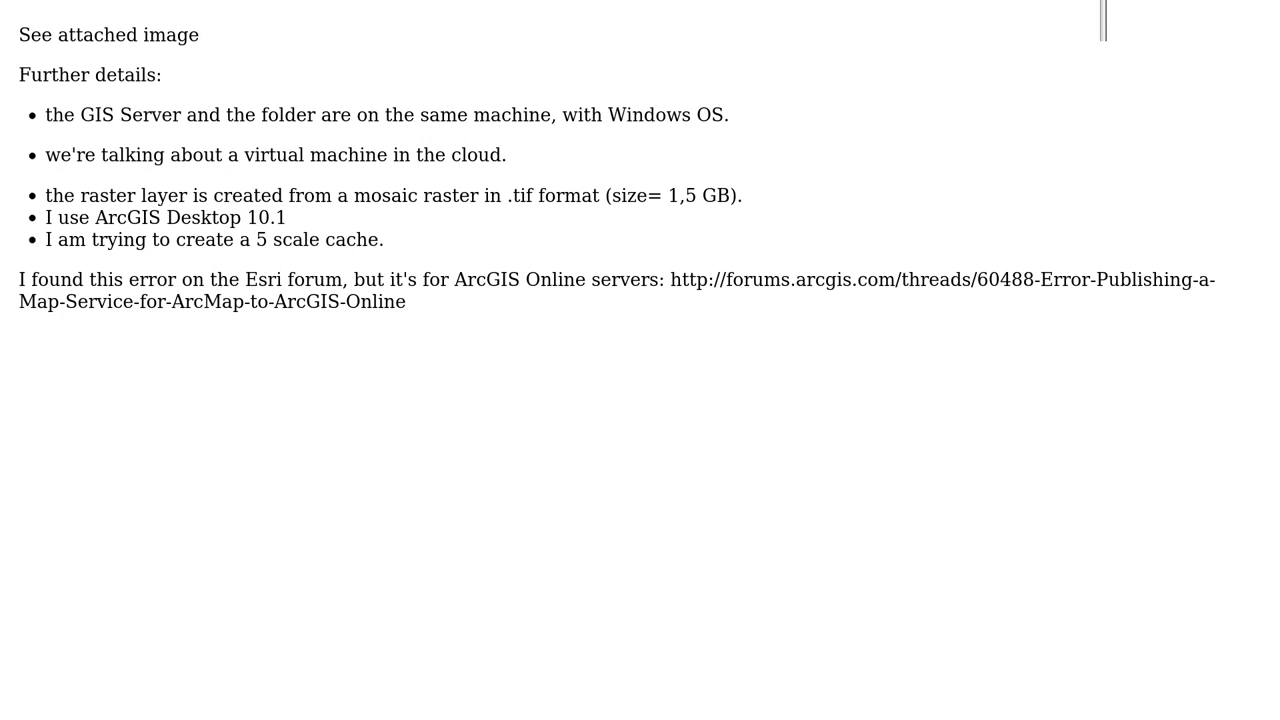 See attached image
Further details:
the GIS Server and the folder are on the same machine, with Windows OS.
we're talking about a virtual machine in the cloud.
the raster layer is created from a mosaic raster in .tif format (size= 1,5 GB).
I use ArcGIS Desktop 10.1
I am trying to create a 5 scale cache.
I found this error on the Esri forum, but it's for ArcGIS Online servers: http://forums.arcgis.com/threads/60488-Error-Publishing-a-
Map-Service-for-ArcMap-to-ArcGIS-Online